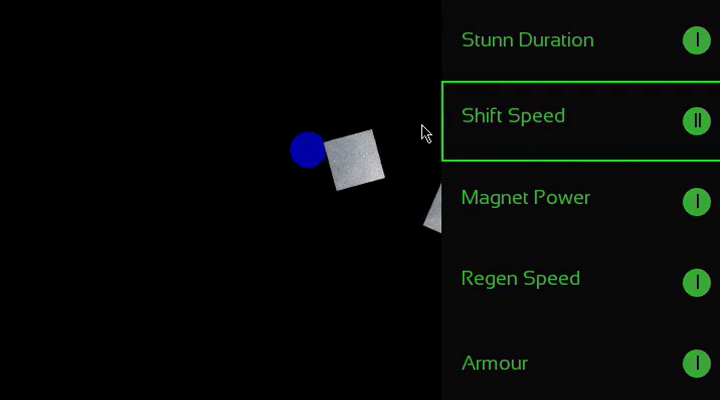 Stunn Duration I
Shift Speed II
Magnet Power I
Regen Speed I
Armour I